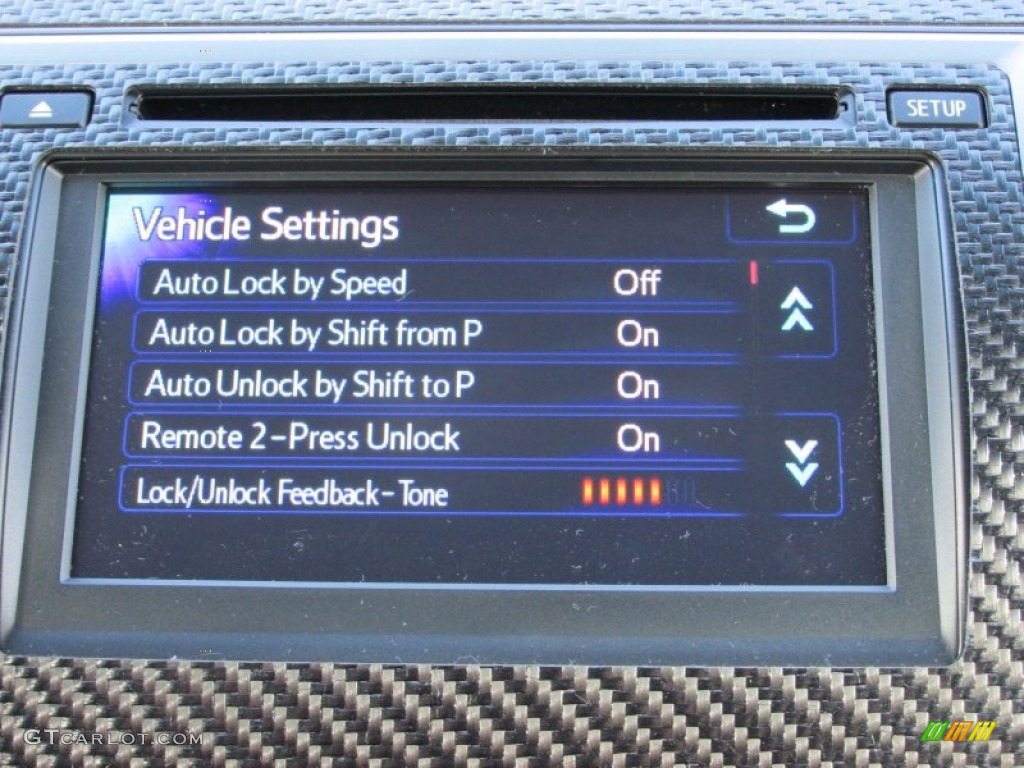 SETUP
Vehicle Settings
Auto Lock by Speed Off
Auto Lock by Shift from P On
Auto Unlock by Shift to P On
Remote 2-Press Unlock On
Lock/Unlock Feedback-Tone
GTCARLOT.COM